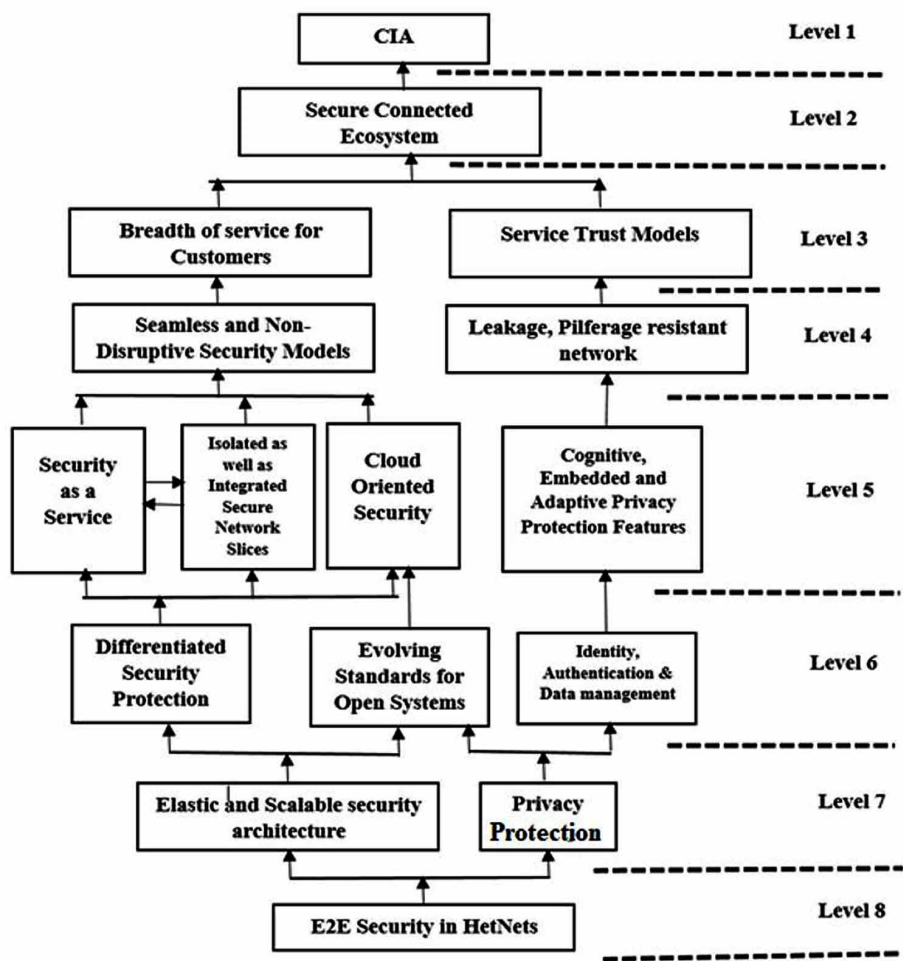 CIA
Level 1
Secure Connected
Ecosystem
Level 2
Breadth of service for
Customers
Service Trust Models
Level 3
Seamless and Non-
Disruptive Security Models
Leakage, Pilferage resistant
network
Level 4
Security
as a
Service
Isolated as
well as
Integrated
Secure
Network
Slices
Cloud
Oriented
Security
Cognitive,
Embedded and
Adaptive Privacy
Protection Features
Level 5
Differentiated
Security
Protection
Evolving
Standards for
Open Systems
Identity,
Authentication &
Data management
Level 6
Elastic and Scalable security
architecture
Privacy
Protection
Level 7
E2E Security in HetNets
Level 8